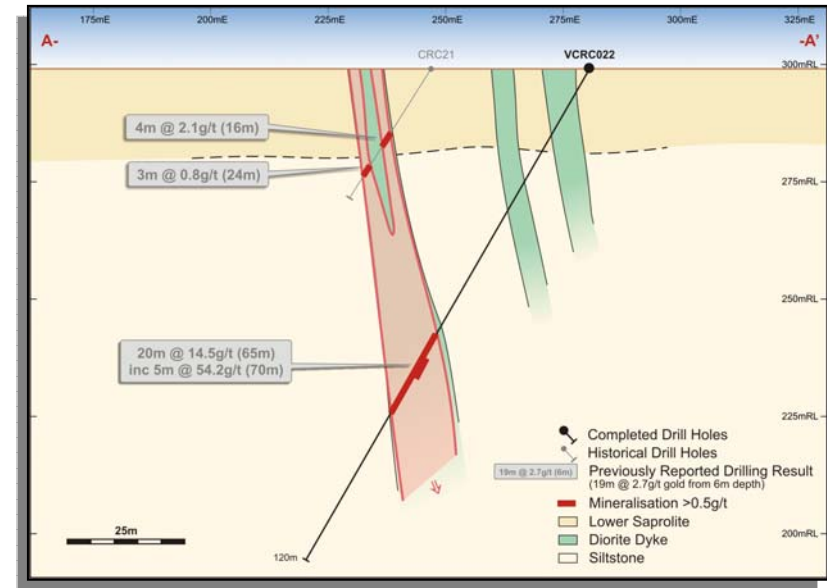 175mE 200mE 225mE 250mE 275mE 300mE 325mE
A- -A'
CRC21 VCRC022
300mRL
4m @ 2.1g/t (16m)
3m @ 0.8g/t (24m)
275mRL
250mRL
20m @ 14.5g/t (65m)
inc 5m @ 54.2g/t (70m)
225mRL
Completed Drill Holes
Historical Drill Holes
19m @ 2.7g/t (6m) Previously Reported Drilling Result
(19m @ 2.7g/t gold from 6m depth)
Mineralisation >0.5g/t
Lower Saprolite
Diorite Dyke
Siltstone
25m
200mRL
120m